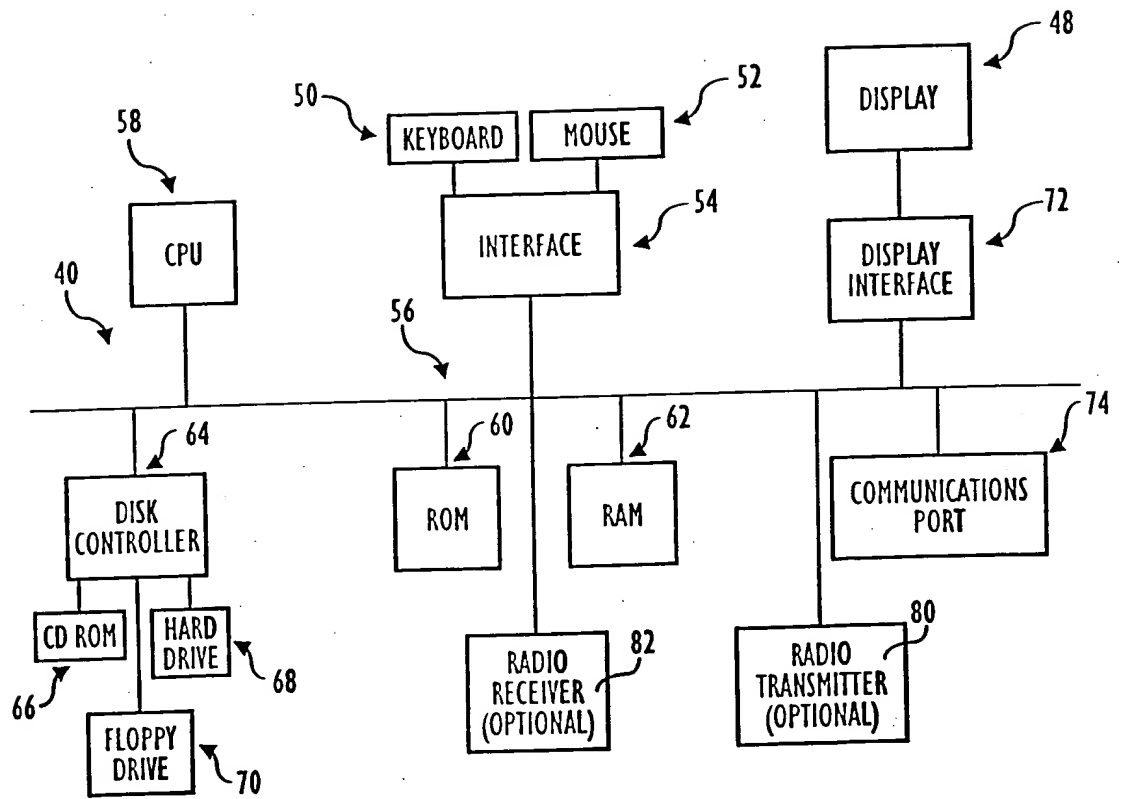 48
DISPLAY
50
KEYBOARD
52
MOUSE
58
CPU
54
INTERFACE
72
DISPLAY
INTERFACE
40
56
64
DISK
CONTROLLER
60
ROM
62
RAM
74
COMMUNICATIONS
PORT
CD ROM
66
HARD
DRIVE
68
FLOPPY
DRIVE
70
82
RADIO
RECEIVER
(OPTIONAL)
80
RADIO
TRANSMITTER
(OPTIONAL)